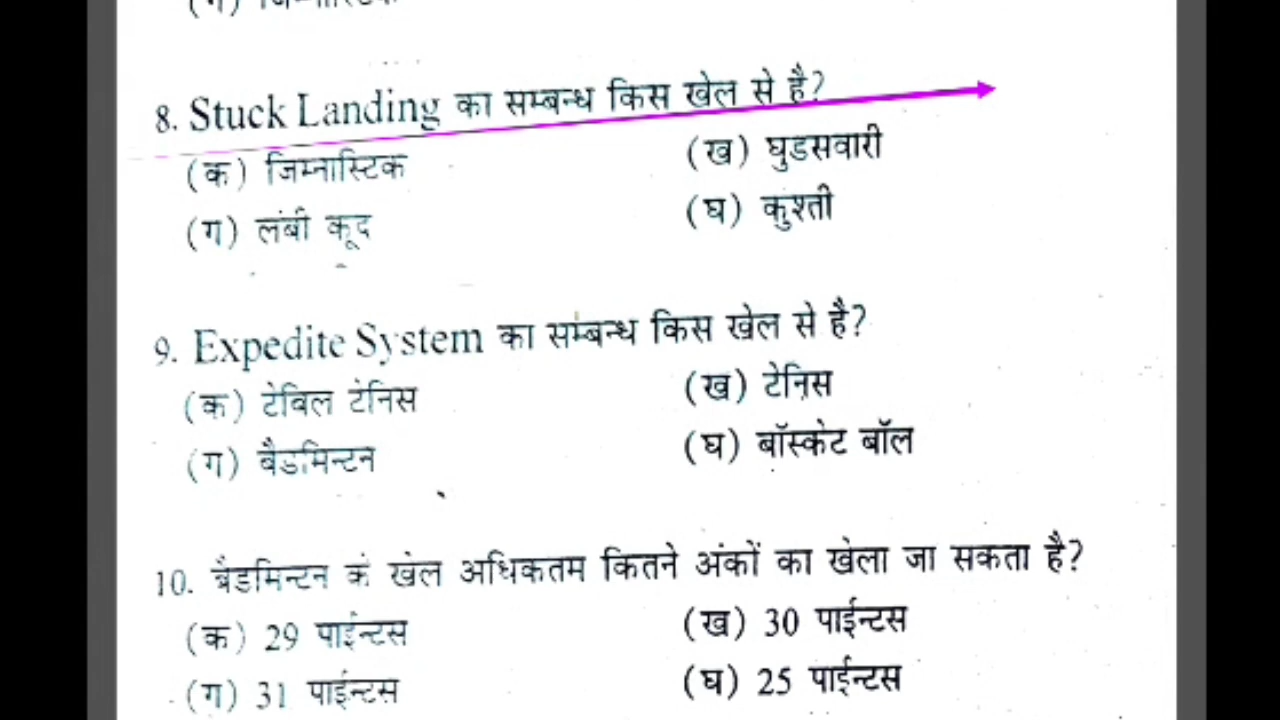 8. Stuck Landing का सम्बन्ध किस खेल से है?
(क) जिम्नास्टिक (ख) घुडसवारी
(ग) लंबी कूद (घ) कुश्ती
9. Expedite System का सम्बन्ध किस खेल से है?
(क) टेबिल टेनिस (ख) टेनिस
(ग) बैडमिन्टन (घ) बॉस्केट बॉल
10. बैडमिन्टन के खेल अधिकतम कितने अंकों का खेला जा सकता है?
(क) 29 पाईन्टस (ख) 30 पाईन्टस
(ग) 31 पाईन्टस (घ) 25 पाईन्टस